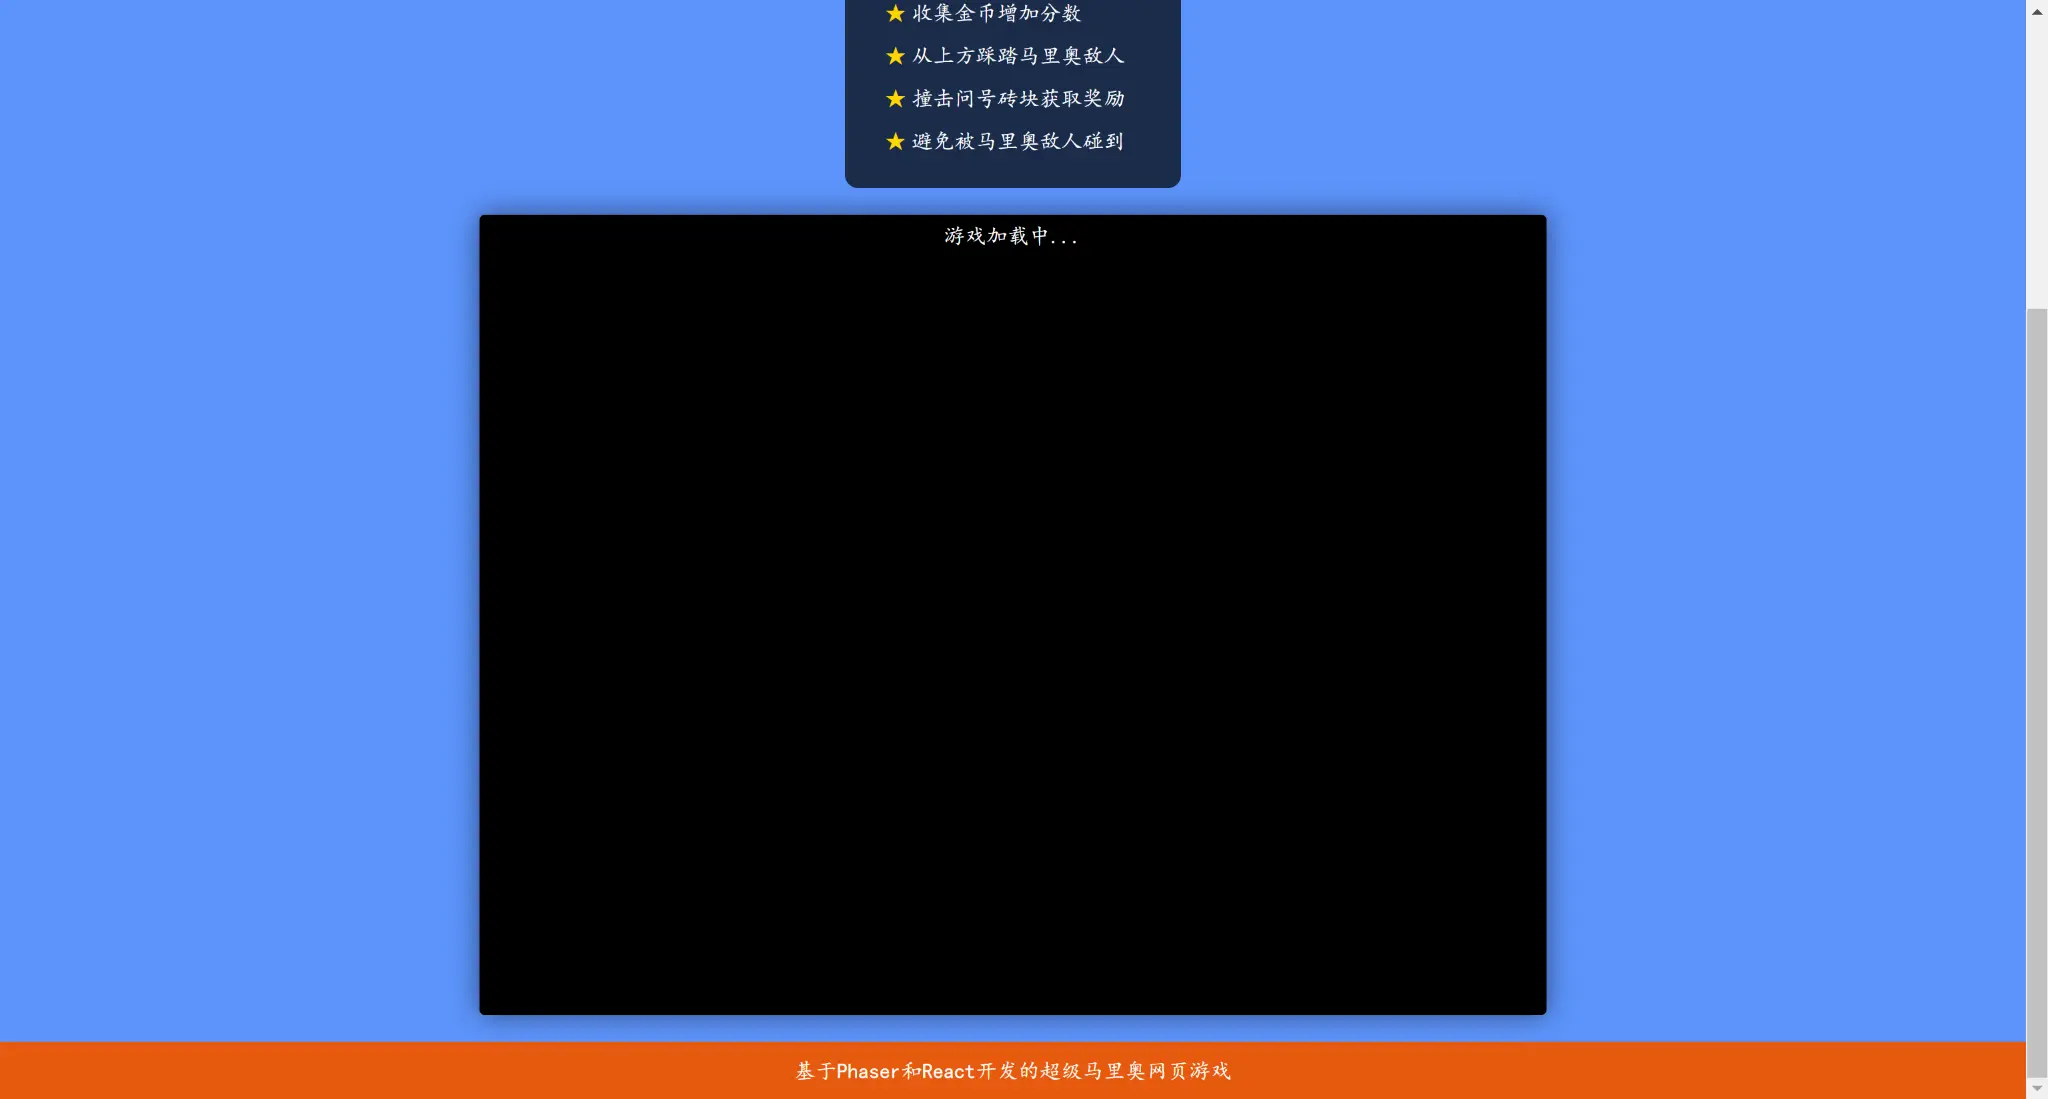 ★ 收集金币增加分数
★ 从上方踩踏马里奥敌人
★ 撞击问号砖块获取奖励
★ 避免被马里奥敌人碰到
游戏加载中...
基于Phaser和React开发的超级马里奥网页游戏